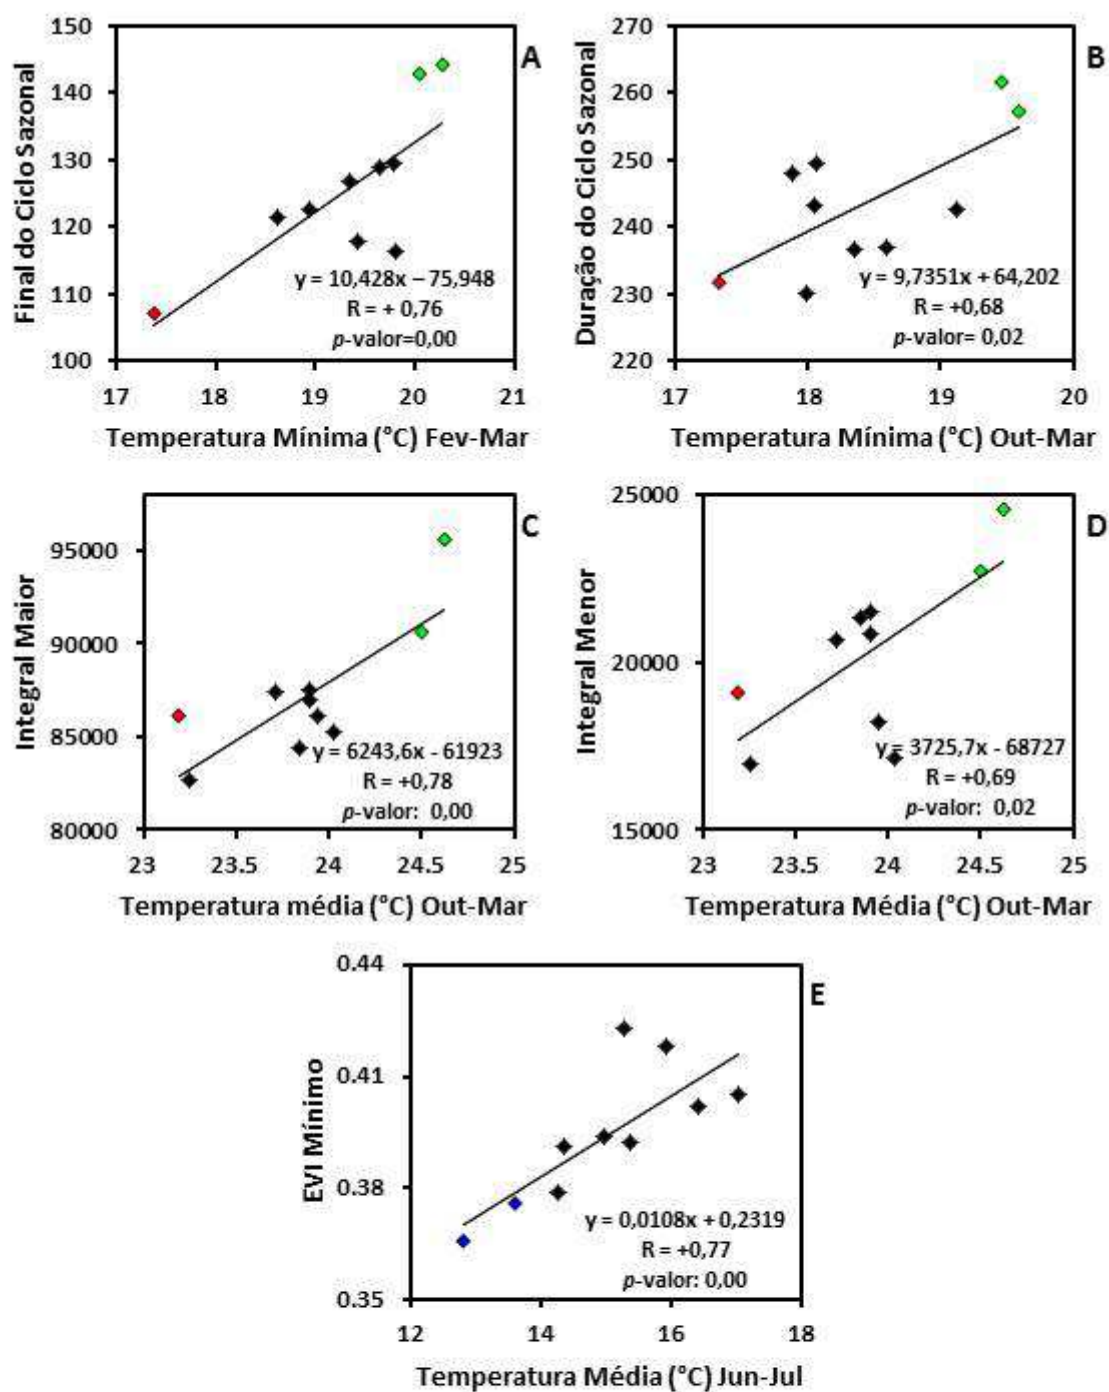 A
Final do Ciclo Sazonal
150
140
130
120
110
100
y = 10,428x – 75,948
R = + 0,76
p-valor=0,00
17 18 19 20 21
Temperatura Mínima (°C) Fev-Mar
B
Duração do Ciclo Sazonal
270
260
250
240
230
220
y = 9,7351x + 64,202
R = +0,68
p-valor= 0,02
17 18 19 20
Temperatura Mínima (°C) Out-Mar
C
Integral Maior
95000
90000
85000
80000
y = 6243,6x - 61923
R = +0,78
p-valor: 0,00
23 23.5 24 24.5 25
Temperatura média (°C) Out-Mar
D
Integral Menor
25000
20000
15000
y = 3725,7x - 68727
R = +0,69
p-valor: 0,02
23 23.5 24 24.5 25
Temperatura Média (°C) Out-Mar
E
EVI Mínimo
0.44
0.41
0.38
0.35
y = 0,0108x + 0,2319
R = +0,77
p-valor: 0,00
12 14 16 18
Temperatura Média (°C) Jun-Jul